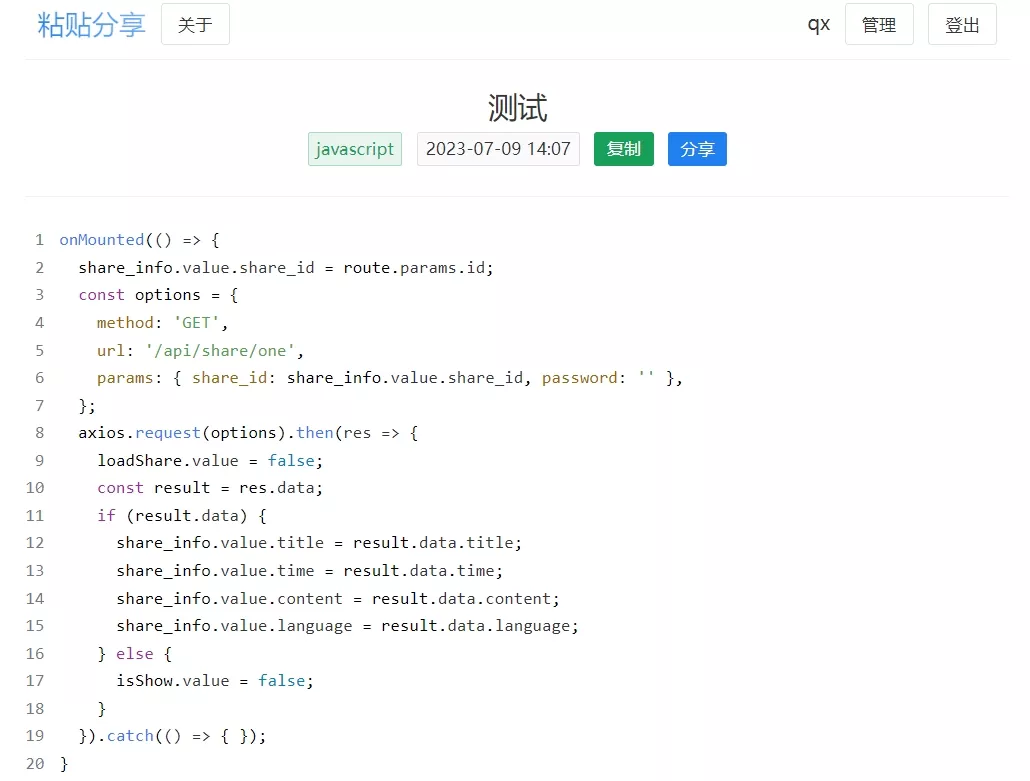 粘贴分享 关于 qx 管理 登出
测试
javascript 2023-07-09 14:07 复制 分享
1 onMounted(() => {
2   share_info.value.share_id = route.params.id;
3   const options = {
4     method: 'GET',
5     url: '/api/share/one',
6     params: { share_id: share_info.value.share_id, password: '' },
7   };
8   axios.request(options).then(res => {
9     loadShare.value = false;
10     const result = res.data;
11     if (result.data) {
12       share_info.value.title = result.data.title;
13       share_info.value.time = result.data.time;
14       share_info.value.content = result.data.content;
15       share_info.value.language = result.data.language;
16     } else {
17       isShow.value = false;
18     }
19   }).catch(() => { });
20 }